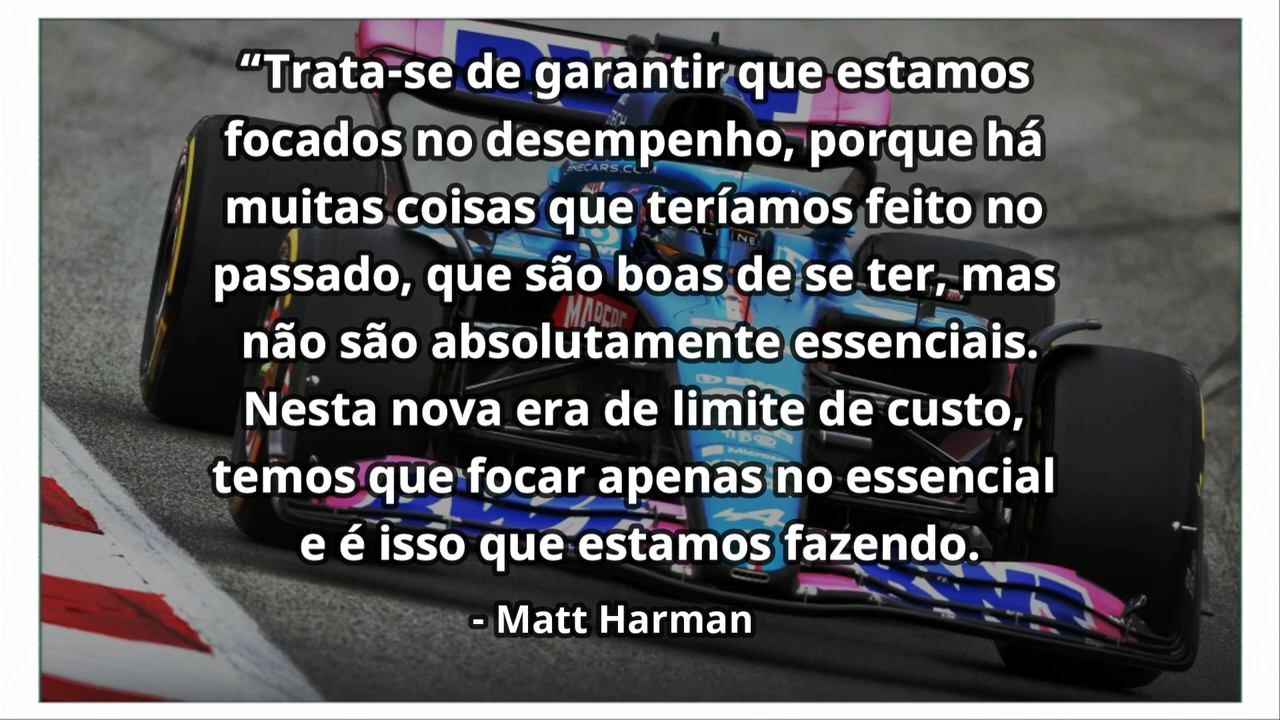 “Trata-se de garantir que estamos
focados no desempenho, porque há
muitas coisas que teríamos feito no
passado, que são boas de se ter, mas
não são absolutamente essenciais.
Nesta nova era de limite de custo,
temos que focar apenas no essencial
e é isso que estamos fazendo.
- Matt Harman